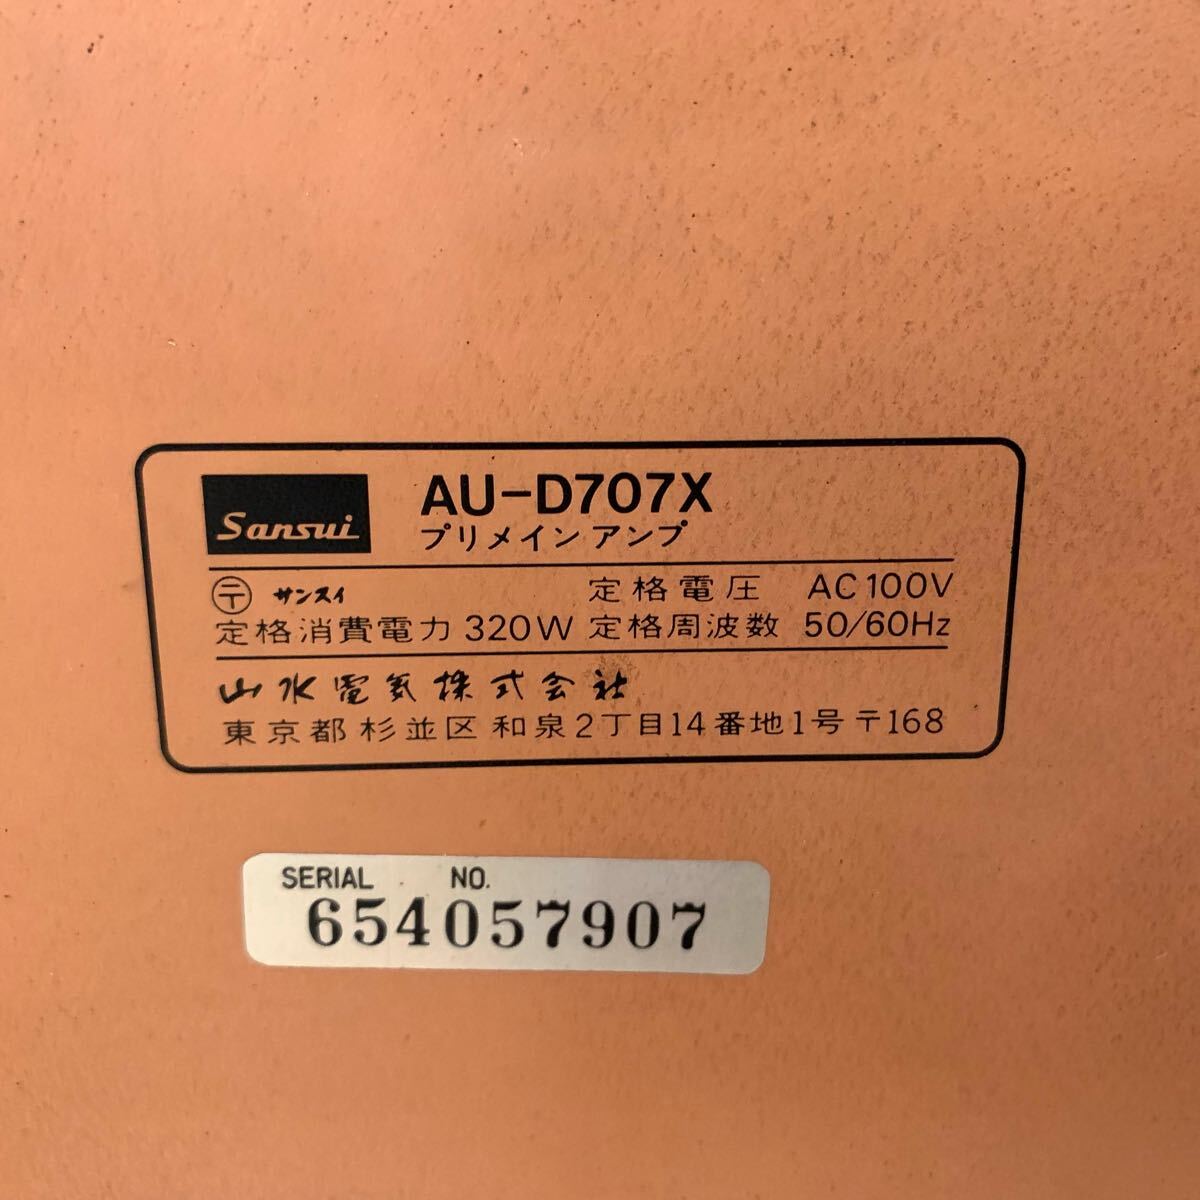 Sansui
AU-D707X
プリメインアンプ
〒 サンスイ 定格電圧 AC100V
定格消費電力 320W 定格周波数 50/60Hz
山水電気株式会社
東京都杉並区和泉2丁目14番地1号〒168
SERIAL NO.
654057907